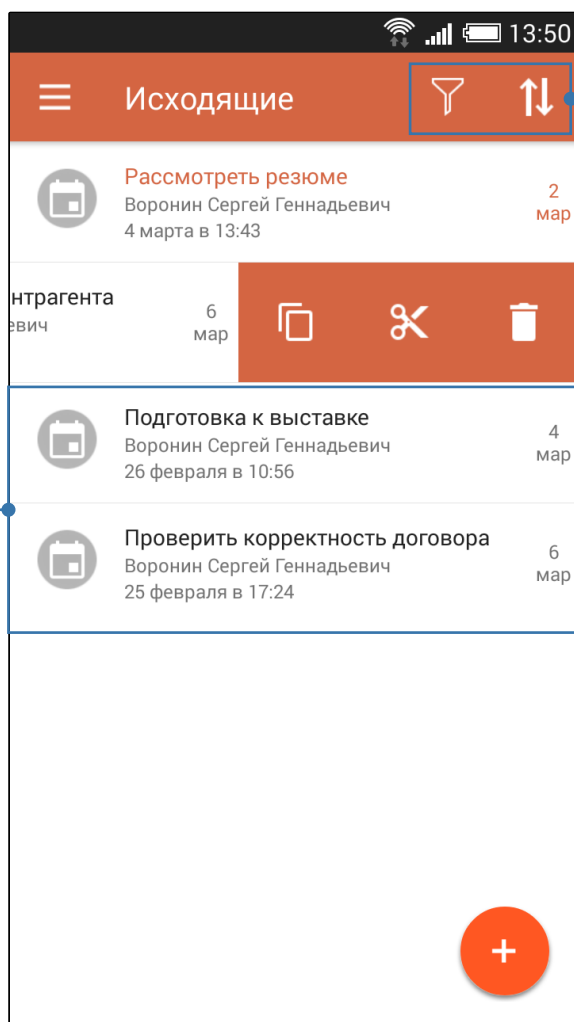 13:50
Исходящие
Рассмотреть резюме
Воронин Сергей Геннадьевич
4 марта в 13:43
2
мар
нтрагента
евич
6
мар
Подготовка к выставке
Воронин Сергей Геннадьевич
26 февраля в 10:56
4
мар
Проверить корректность договора
Воронин Сергей Геннадьевич
25 февраля в 17:24
6
мар